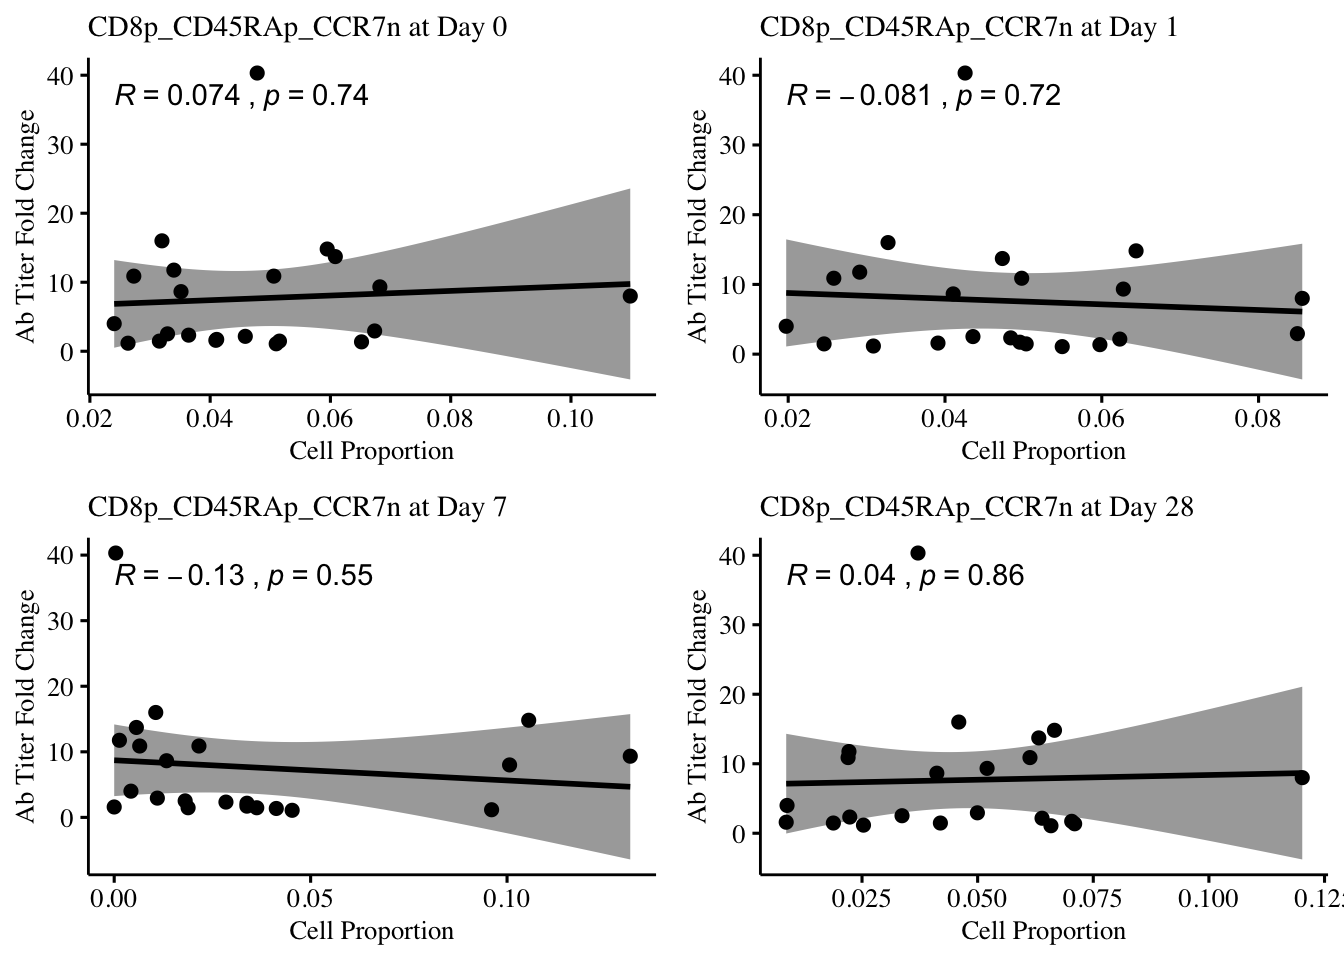 CD8p_CD45RAp_CCR7n at Day 0
40
30
20
10
0
R = 0.074 , p = 0.74
Ab Titer Fold Change
0.02 0.04 0.06 0.08 0.10
Cell Proportion
CD8p_CD45RAp_CCR7n at Day 1
40
30
20
10
0
R = −0.081 , p = 0.72
Ab Titer Fold Change
0.02 0.04 0.06 0.08
Cell Proportion
CD8p_CD45RAp_CCR7n at Day 7
40
30
20
10
0
R = −0.13 , p = 0.55
Ab Titer Fold Change
0.00 0.05 0.10
Cell Proportion
CD8p_CD45RAp_CCR7n at Day 28
40
30
20
10
0
R = 0.04 , p = 0.86
Ab Titer Fold Change
0.025 0.050 0.075 0.100
Cell Proportion